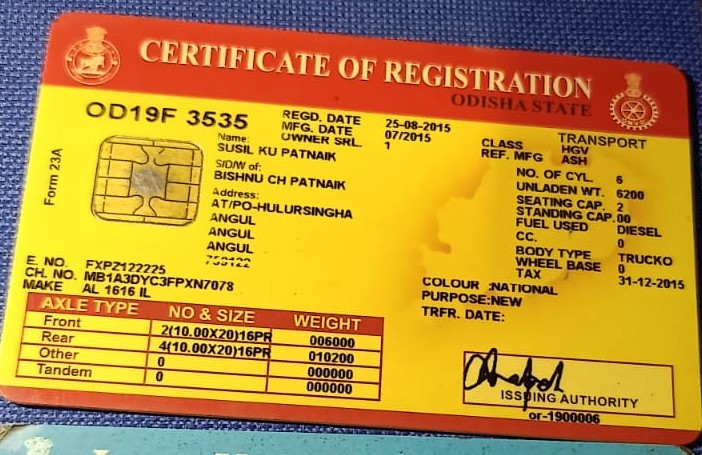 CERTIFICATE OF REGISTRATION
ODISHA STATE
OD19F 3535
REGD. DATE 25-08-2015
MFG. DATE 07/2015
OWNER SRL. 1
TRANSPORT
CLASS HGV
REF. MFG ASH
Form 23A
Name:
SUSIL KU PATNAIK
S/D/W of:
BISHNU CH PATNAIK
Address:
AT/PO-HULURSINGHA
ANGUL
ANGUL
ANGUL
NO. OF CYL. 6
UNLADEN WT. 6200
SEATING CAP. 2
STANDING CAP. 00
FUEL USED DIESEL
CC. 0
BODY TYPE TRUCKO
WHEEL BASE 0
TAX 31-12-2015
E. NO. FXPZ122225
CH. NO. MB1A3DYC3FPXN7078
MAKE AL 1616 IL
COLOUR :NATIONAL
PURPOSE:NEW
TRFR. DATE:
AXLE TYPE NO & SIZE WEIGHT
Front 2(10.00X20)16PR 006000
Rear 4(10.00X20)16PR 010200
Other 0 000000
Tandem 0 000000
ISSUING AUTHORITY
or-1900006